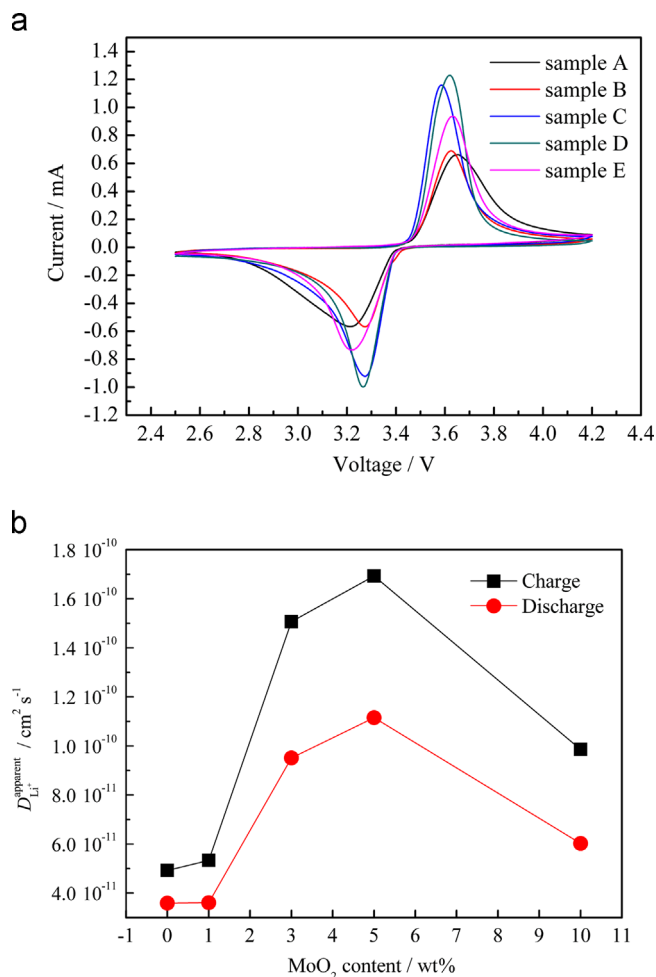 a
1.4
1.2
1.0
0.8
0.6
0.4
0.2
0.0
-0.2
-0.4
-0.6
-0.8
-1.0
-1.2
Current / mA
sample A
sample B
sample C
sample D
sample E
2.4 2.6 2.8 3.0 3.2 3.4 3.6 3.8 4.0 4.2 4.4
Voltage / V
b
1.8 10⁻¹⁰
1.6 10⁻¹⁰
1.4 10⁻¹⁰
1.2 10⁻¹⁰
1.0 10⁻¹⁰
8.0 10⁻¹¹
6.0 10⁻¹¹
4.0 10⁻¹¹
D Li⁺ apparent / cm² s⁻¹
Charge
Discharge
-1 0 1 2 3 4 5 6 7 8 9 10 11
MoO₂ content / wt%